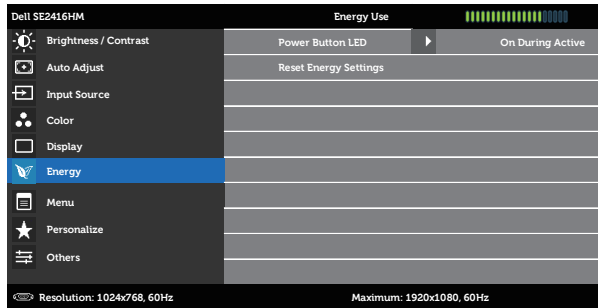 Dell SE2416HM Energy Use
Brightness / Contrast Power Button LED On During Active
Auto Adjust Reset Energy Settings
Input Source
Color
Display
Energy
Menu
Personalize
Others
Resolution: 1024x768, 60Hz Maximum: 1920x1080, 60Hz